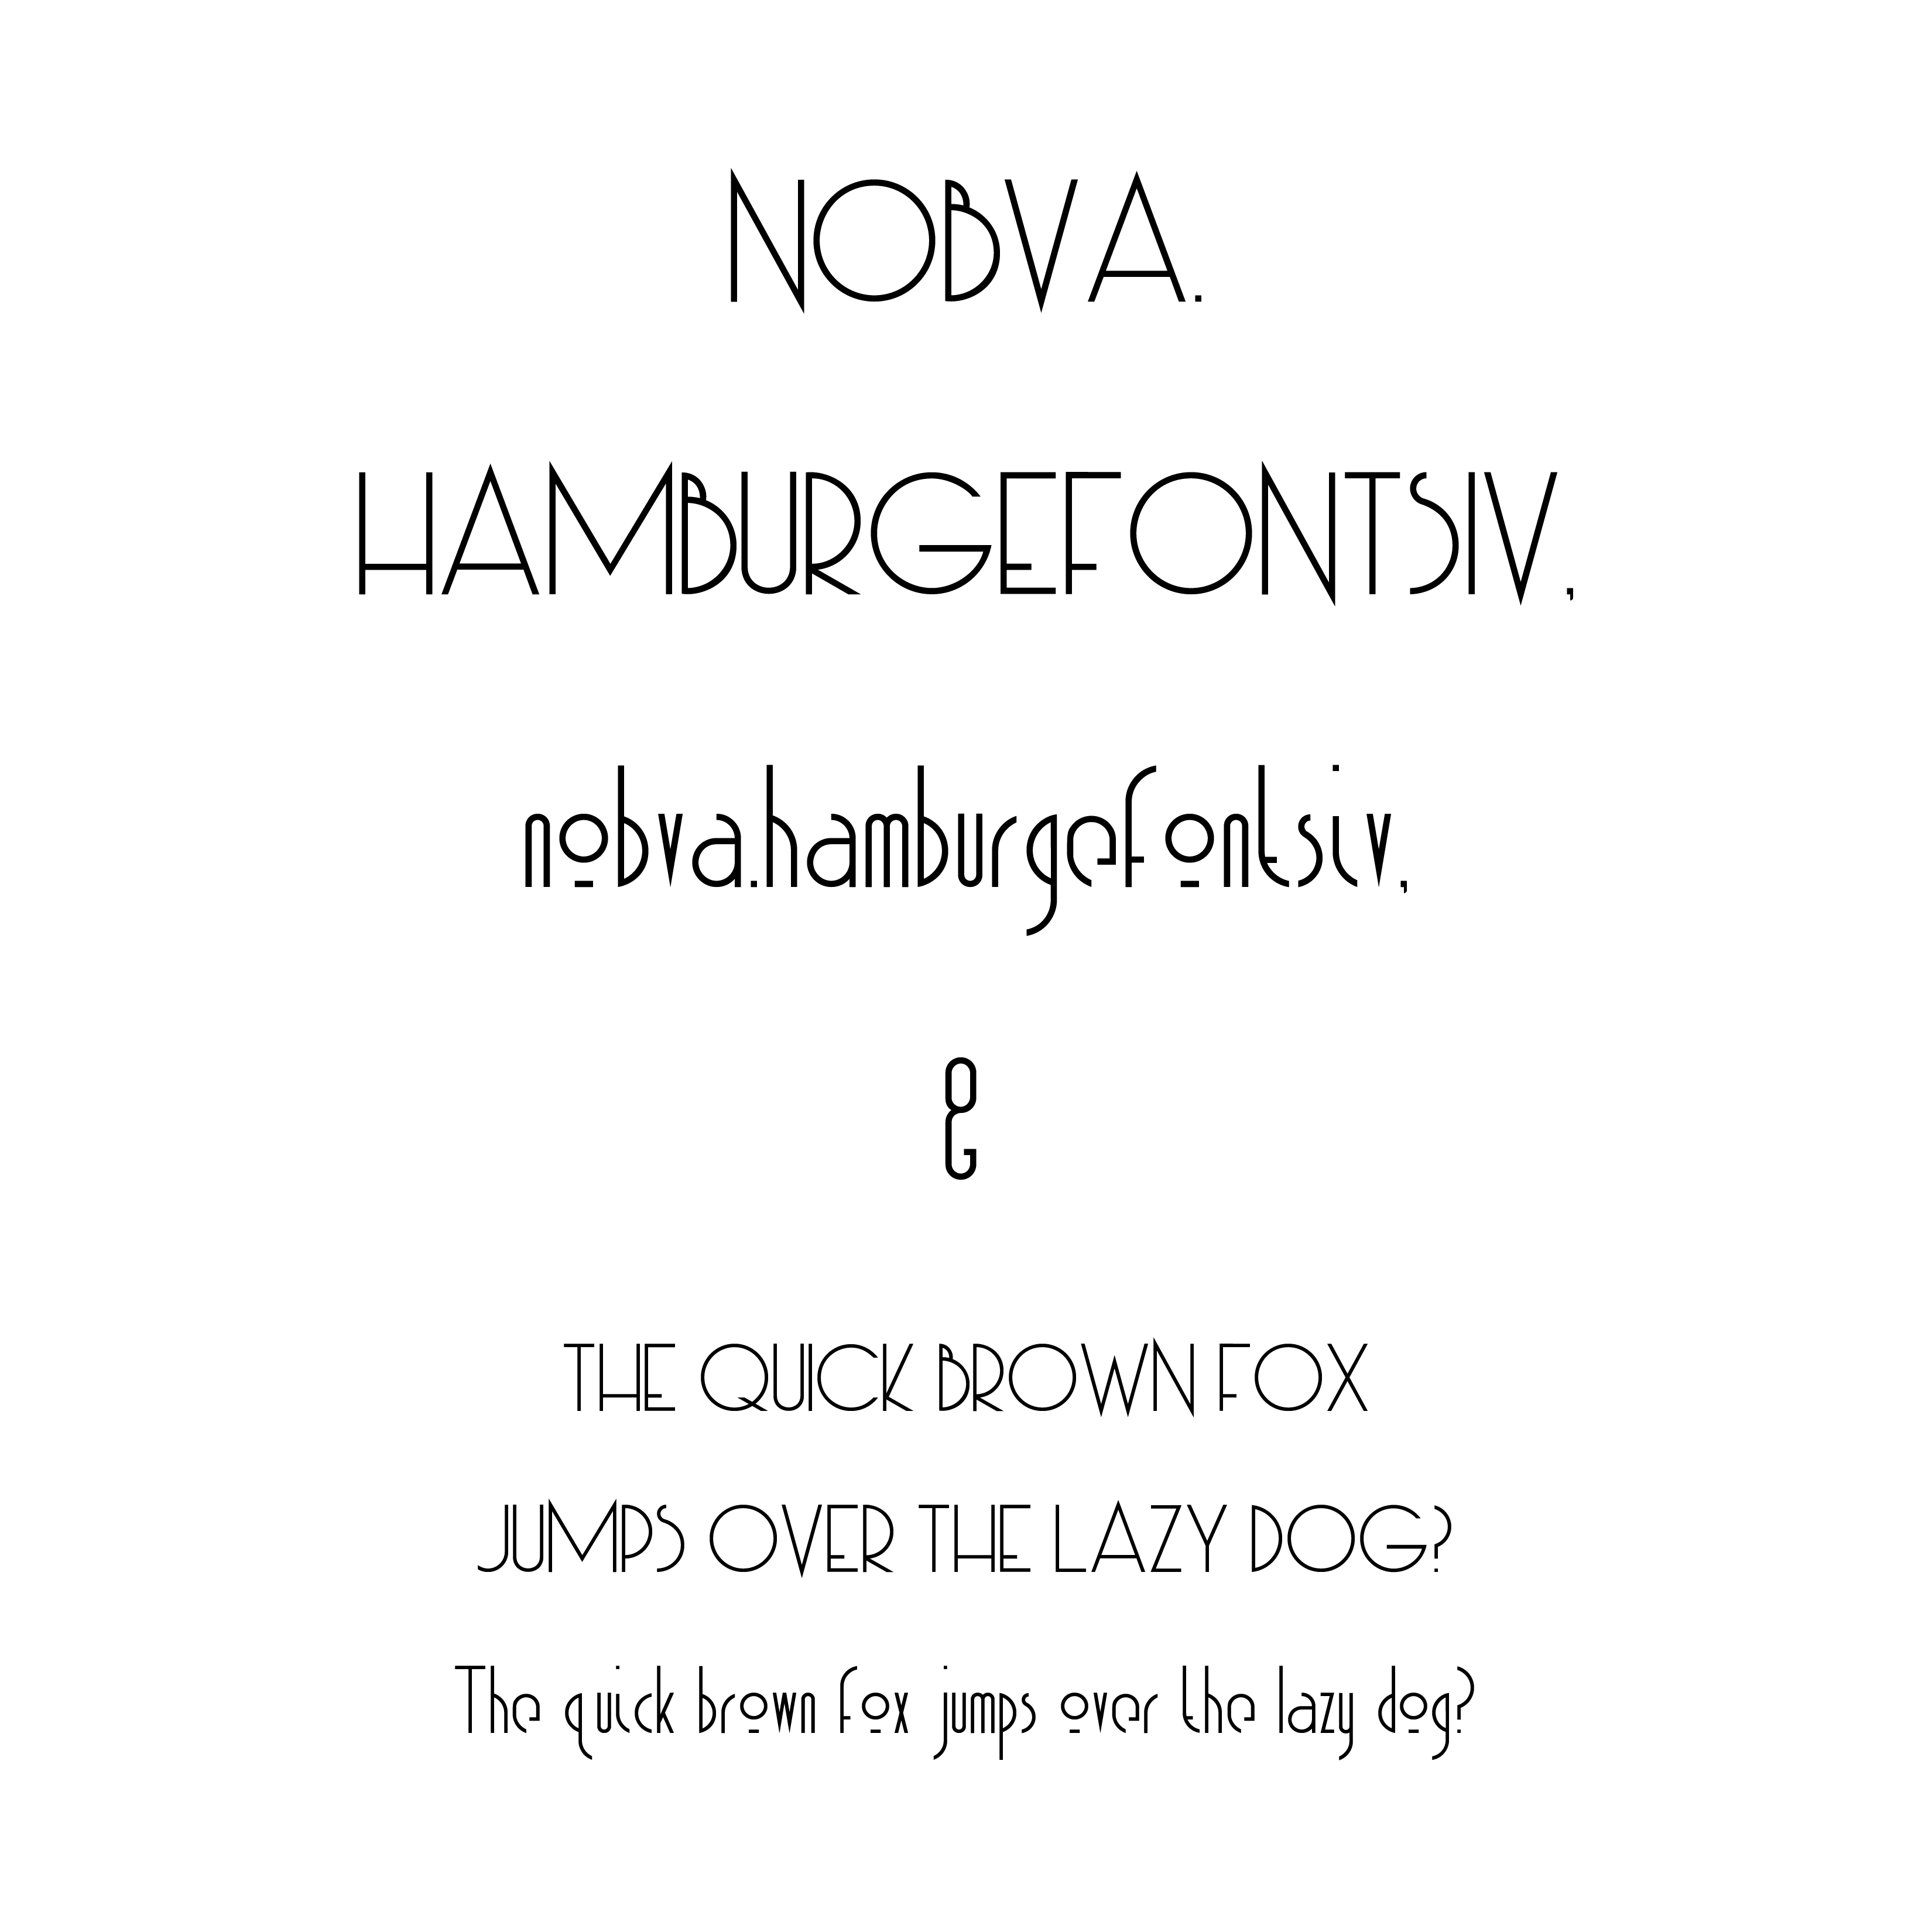 NOBVA.
HAMBURGEFONTSIV,
nobva.hamburgefontsiv,
&
THE QUICK BROWN FOX
JUMPS OVER THE LAZY DOG?
The quick brown fox jumps over the lazy dog?